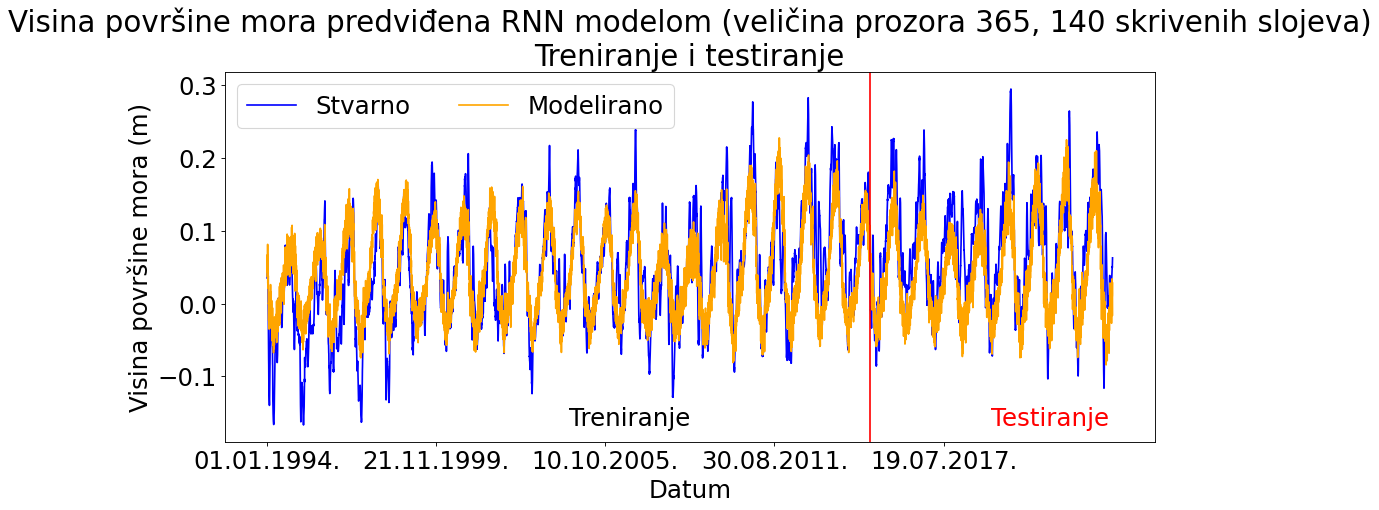 Visina površine mora predviđena RNN modelom (veličina prozora 365, 140 skrivenih slojeva)
Treniranje i testiranje
Stvarno
Modelirano
Visina površine mora (m)
0.3
0.2
0.1
0.0
−0.1
Treniranje
Testiranje
01.01.1994.
21.11.1999.
10.10.2005.
30.08.2011.
19.07.2017.
Datum